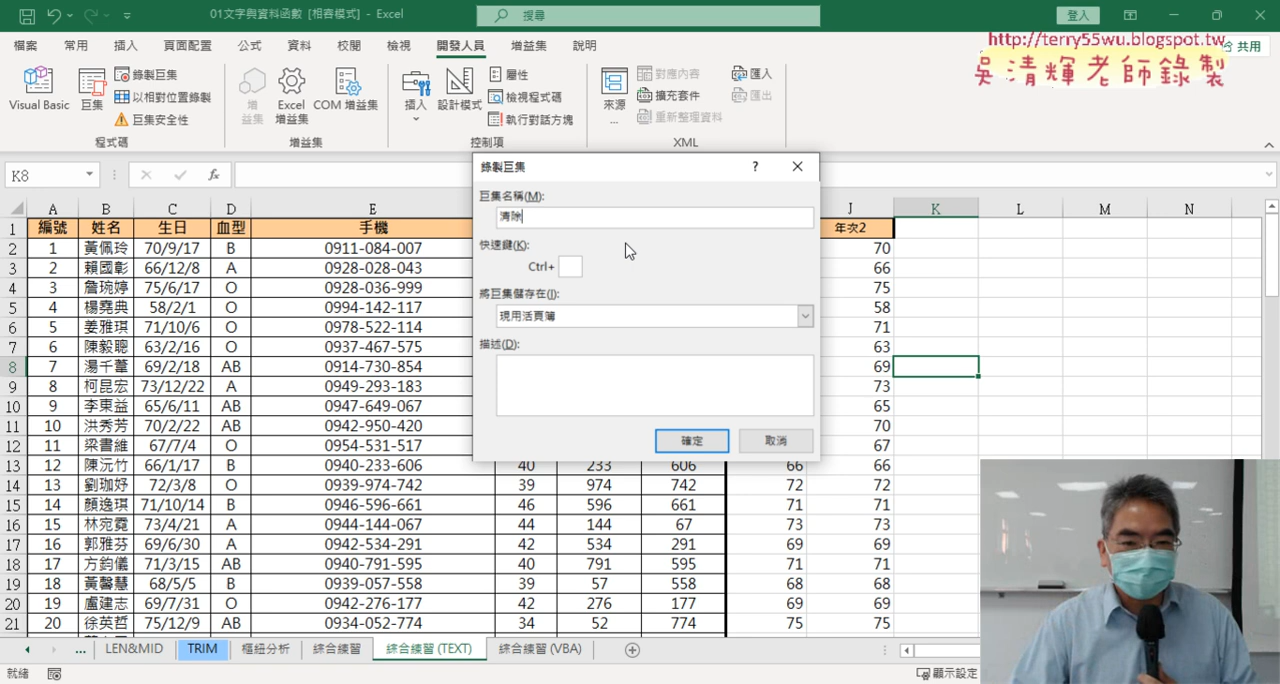 01文字與資料函數 [相容模式] - Excel
搜尋
登入
檔案 常用 插入 頁面配置 公式 資料 校閱 檢視 開發人員 增益集 說明
共用
http://terry55wu.blogspot.tw
吳清輝老師錄製
Visual Basic 巨集 錄製巨集 以相對位置錄製 巨集安全性
程式碼
增益集 Excel 增益集 COM 增益集
增益集
插入 設計模式 屬性 檢視程式碼 執行對話方塊
控制項
來源... 對應內容 擴充套件 重新整理資料 匯入 匯出
XML
K8
fx
錄製巨集 ? ×
巨集名稱(M):
清除
快速鍵(K):
Ctrl+
將巨集儲存在(I):
現用活頁簿
描述(D):
確定 取消
A B C D E J K L M N
1 編號 姓名 生日 血型 手機 年次2
2 1 黃佩玲 70/9/17 B 0911-084-007 70
3 2 賴國彰 66/12/8 A 0928-028-043 66
4 3 詹琬婷 75/6/17 O 0928-036-999 75
5 4 楊堯典 58/2/1 O 0994-142-117 58
6 5 姜雅琪 71/10/6 O 0978-522-114 71
7 6 陳毅聰 63/2/16 O 0937-467-575 63
8 7 湯千葦 69/2/18 AB 0914-730-854 69
9 8 柯昆宏 73/12/22 A 0949-293-183 73
10 9 李東益 65/6/11 AB 0947-649-067 65
11 10 洪秀芳 70/2/22 AB 0942-950-420 70
12 11 梁書維 67/7/4 O 0954-531-517 67
13 12 陳沅竹 66/1/17 B 0940-233-606 40 233 606 66 66
14 13 劉珈妤 72/3/8 O 0939-974-742 39 974 742 72 72
15 14 顏逸琪 71/10/14 B 0946-596-661 46 596 661 71 71
16 15 林宛霓 73/4/21 A 0944-144-067 44 144 67 73 73
17 16 郭雅芬 69/6/30 A 0942-534-291 42 534 291 69 69
18 17 方鈞儀 71/3/15 AB 0940-791-595 40 791 595 71 71
19 18 黃馨慧 68/5/5 B 0939-057-558 39 57 558 68 68
20 19 盧建志 69/7/31 O 0942-276-177 42 276 177 69 69
21 20 徐英哲 75/12/9 AB 0934-052-774 34 52 774 75 75
... LEN&MID TRIM 樞紐分析 綜合練習 綜合練習 (TEXT) 綜合練習 (VBA)
就緒
顯示設定